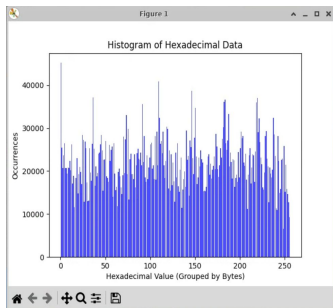 Figure 1
Histogram of Hexadecimal Data
40000
30000
20000
10000
0
Occurrences
0 50 100 150 200 250
Hexadecimal Value (Grouped by Bytes)